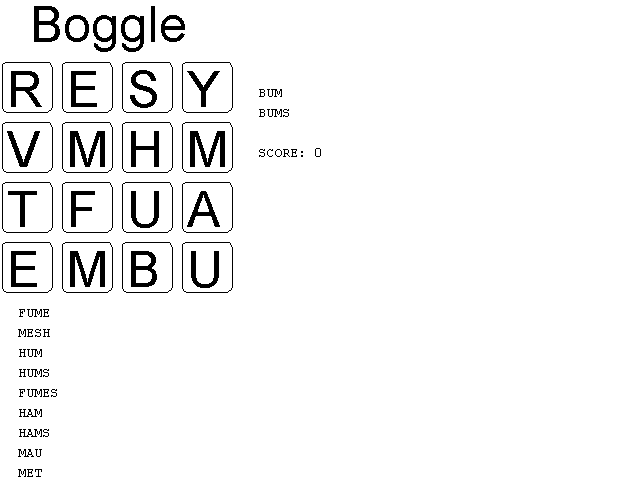 Boggle
R E S Y
V M H M
T F U A
E M B U
BUM
BUMS
SCORE: 0
FUME
MESH
HUM
HUMS
FUMES
HAM
HAMS
MAU
MET